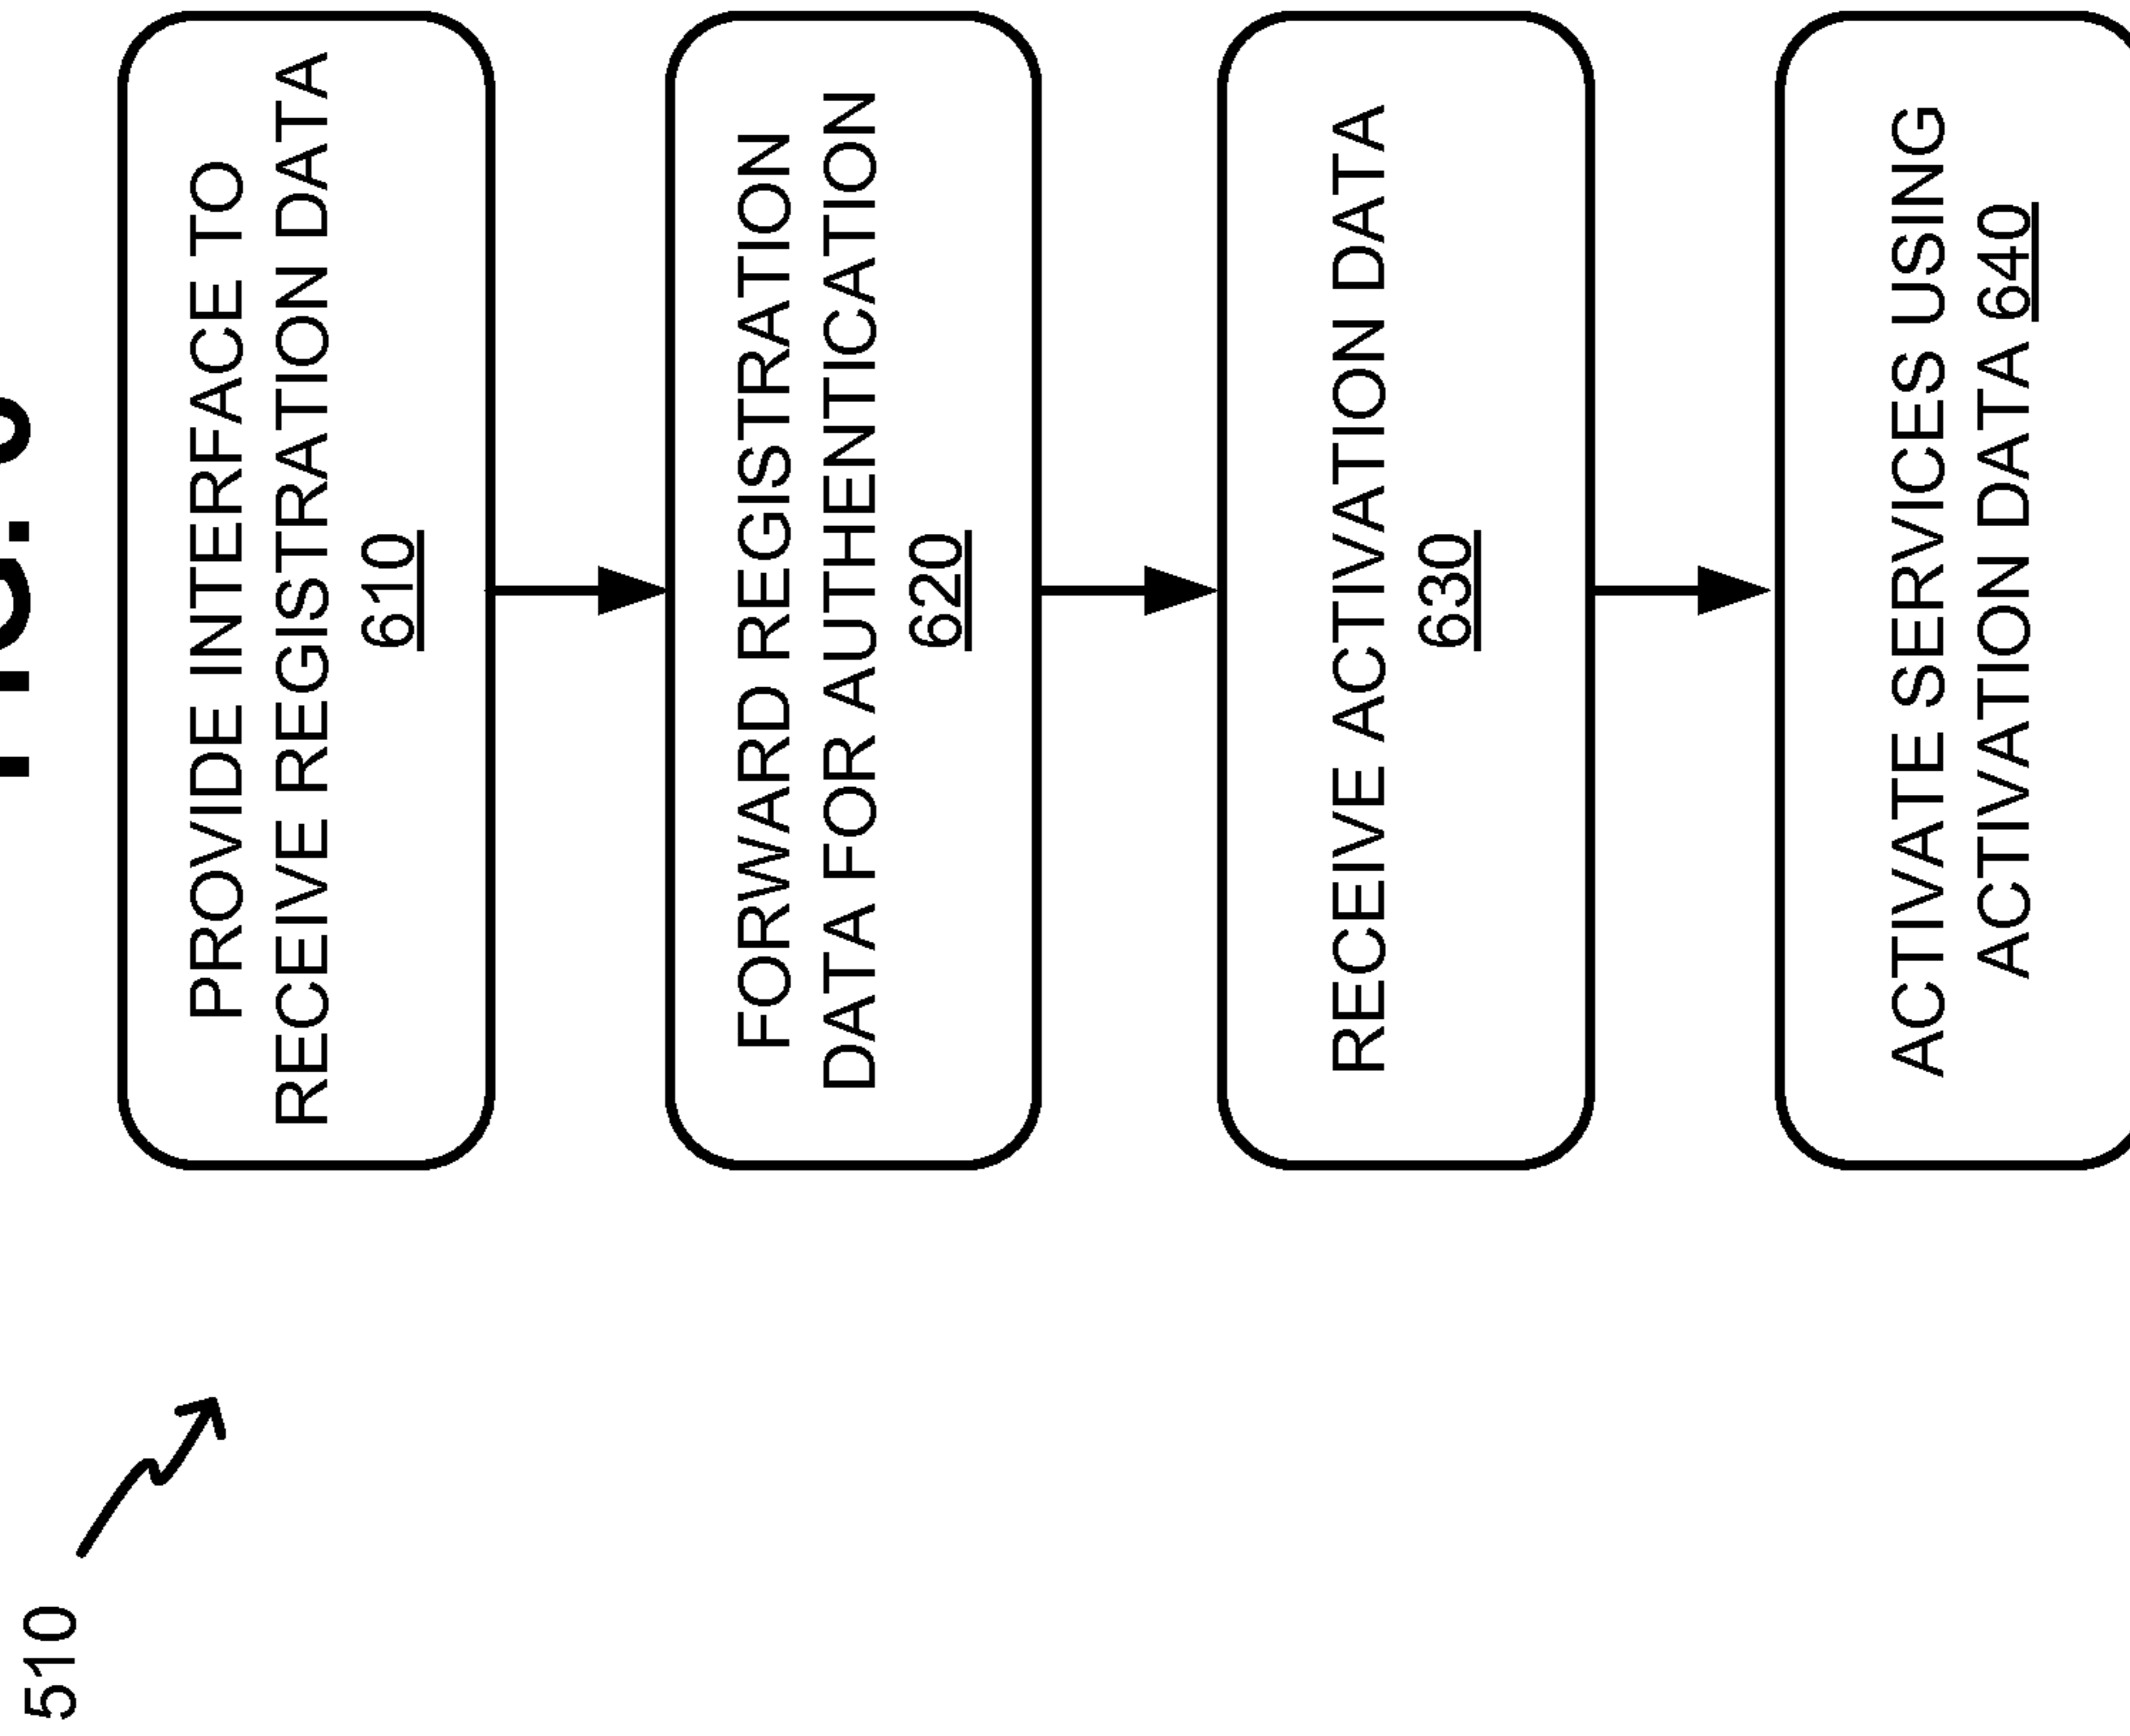 PROVIDE INTERFACE TO
RECEIVE REGISTRATION DATA
610
FORWARD REGISTRATION
DATA FOR AUTHENTICATION
620
RECEIVE ACTIVATION DATA
630
ACTIVATE SERVICES USING
ACTIVATION DATA 640
510